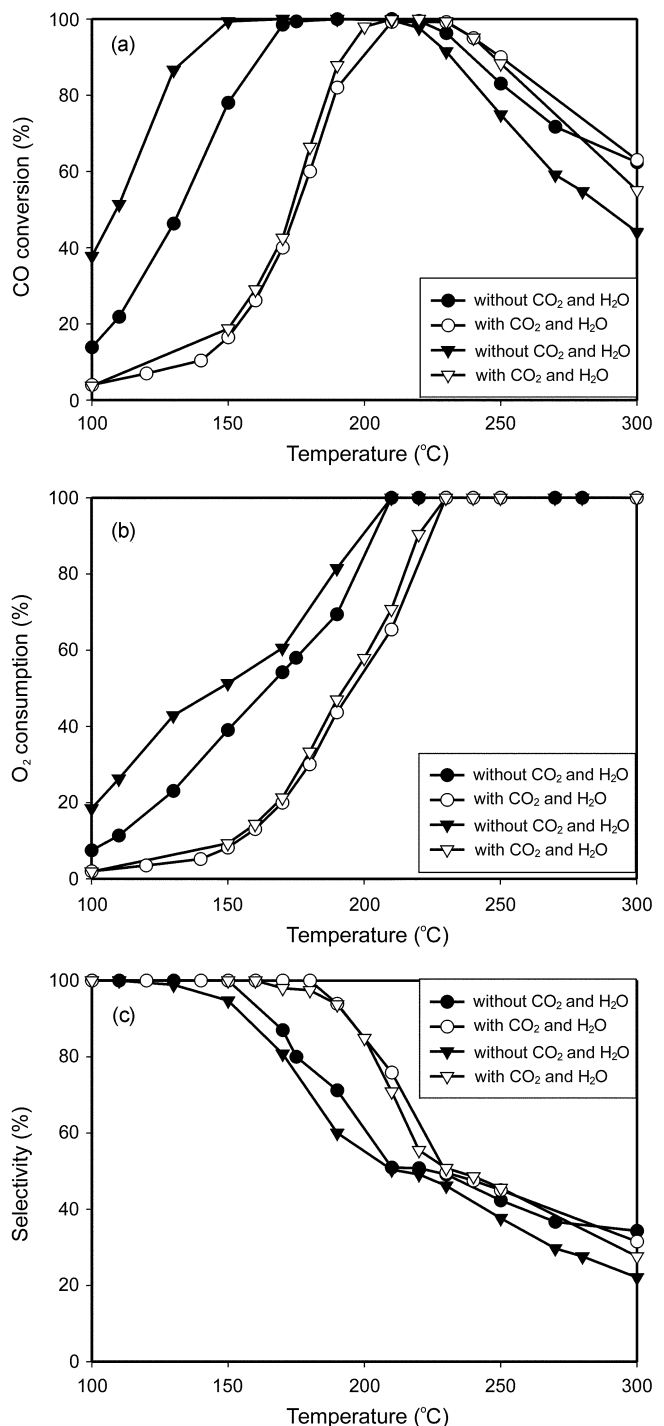 (a)
100
80
60
40
20
0
CO conversion (%)
without CO₂ and H₂O
with CO₂ and H₂O
without CO₂ and H₂O
with CO₂ and H₂O
100 150 200 250 300
Temperature (°C)
(b)
100
80
60
40
20
0
O₂ consumption (%)
without CO₂ and H₂O
with CO₂ and H₂O
without CO₂ and H₂O
with CO₂ and H₂O
100 150 200 250 300
Temperature (°C)
(c)
100
80
60
40
20
0
Selectivity (%)
without CO₂ and H₂O
with CO₂ and H₂O
without CO₂ and H₂O
with CO₂ and H₂O
100 150 200 250 300
Temperature (°C)